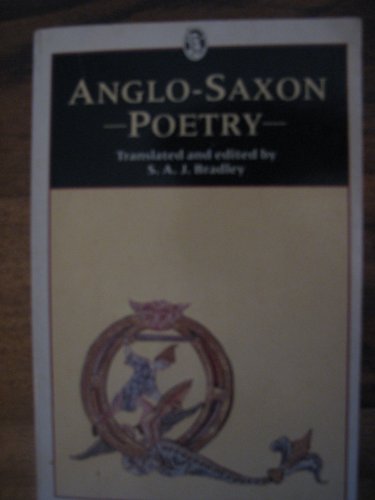 ANGLO-SAXON
—POETRY—
Translated and edited by
S. A. J. Bradley